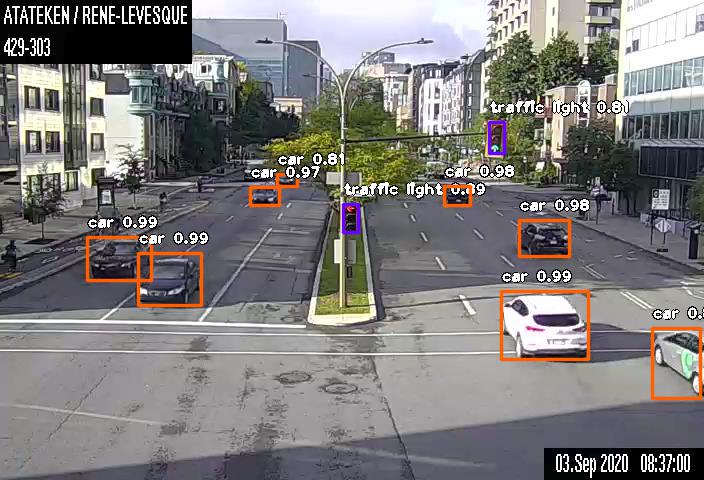 ATATEKEN / RENE-LEVESQUE
429-303
traffic light 0.81
car 0.81
car 0.97
car 0.98
traffic light 0.89
car 0.99
car 0.99
car 0.98
car 0.99
car 0.
03.Sep 2020 08:37:00